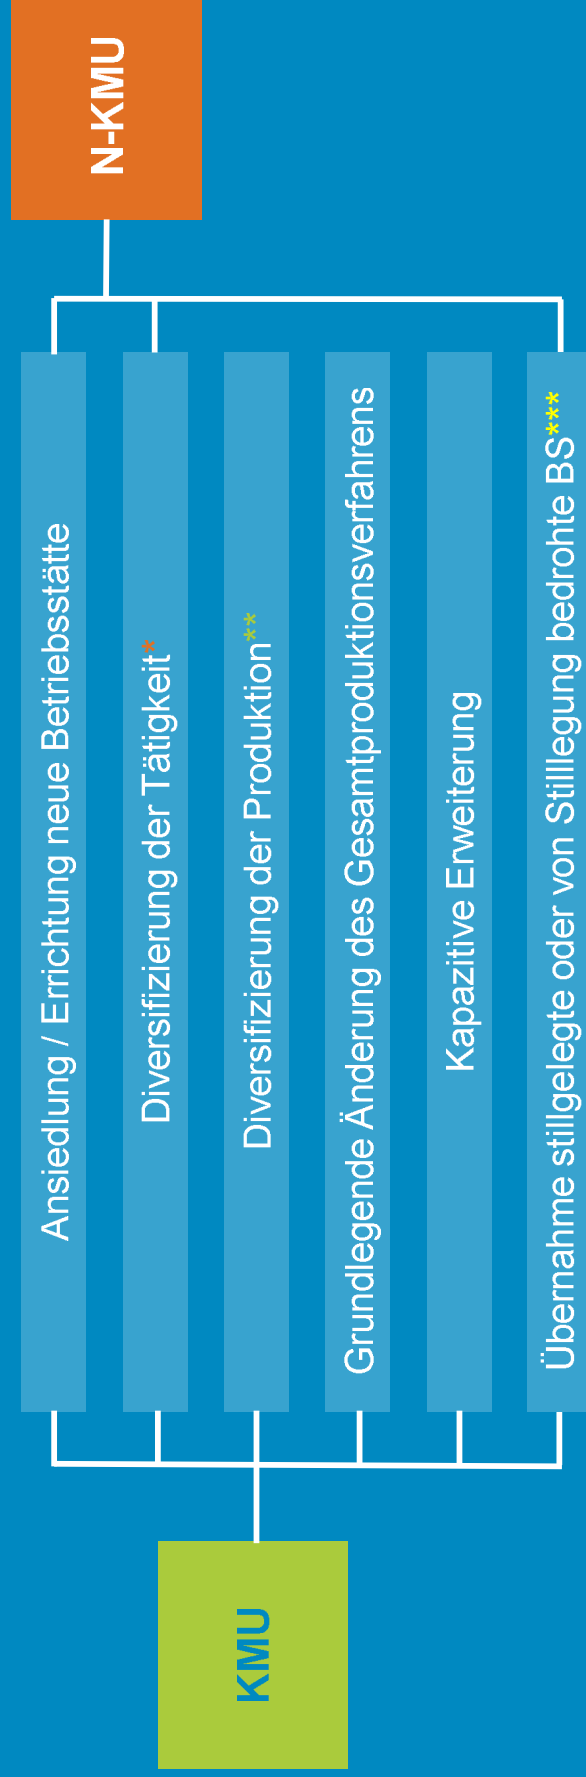 KMU
Ansiedlung / Errichtung neue Betriebsstätte
Diversifizierung der Tätigkeit*
Diversifizierung der Produktion**
Grundlegende Änderung des Gesamtproduktionsverfahrens
Kapazitive Erweiterung
Übernahme stillgelegte oder von Stilllegung bedrohte BS***
N-KMU